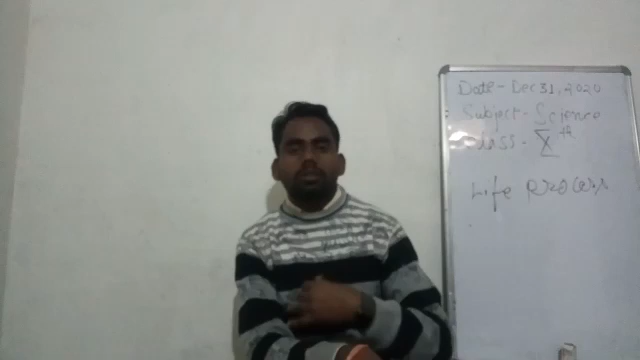 Date - Dec 31, 2020
Subject - Science
Class - X th
Life process